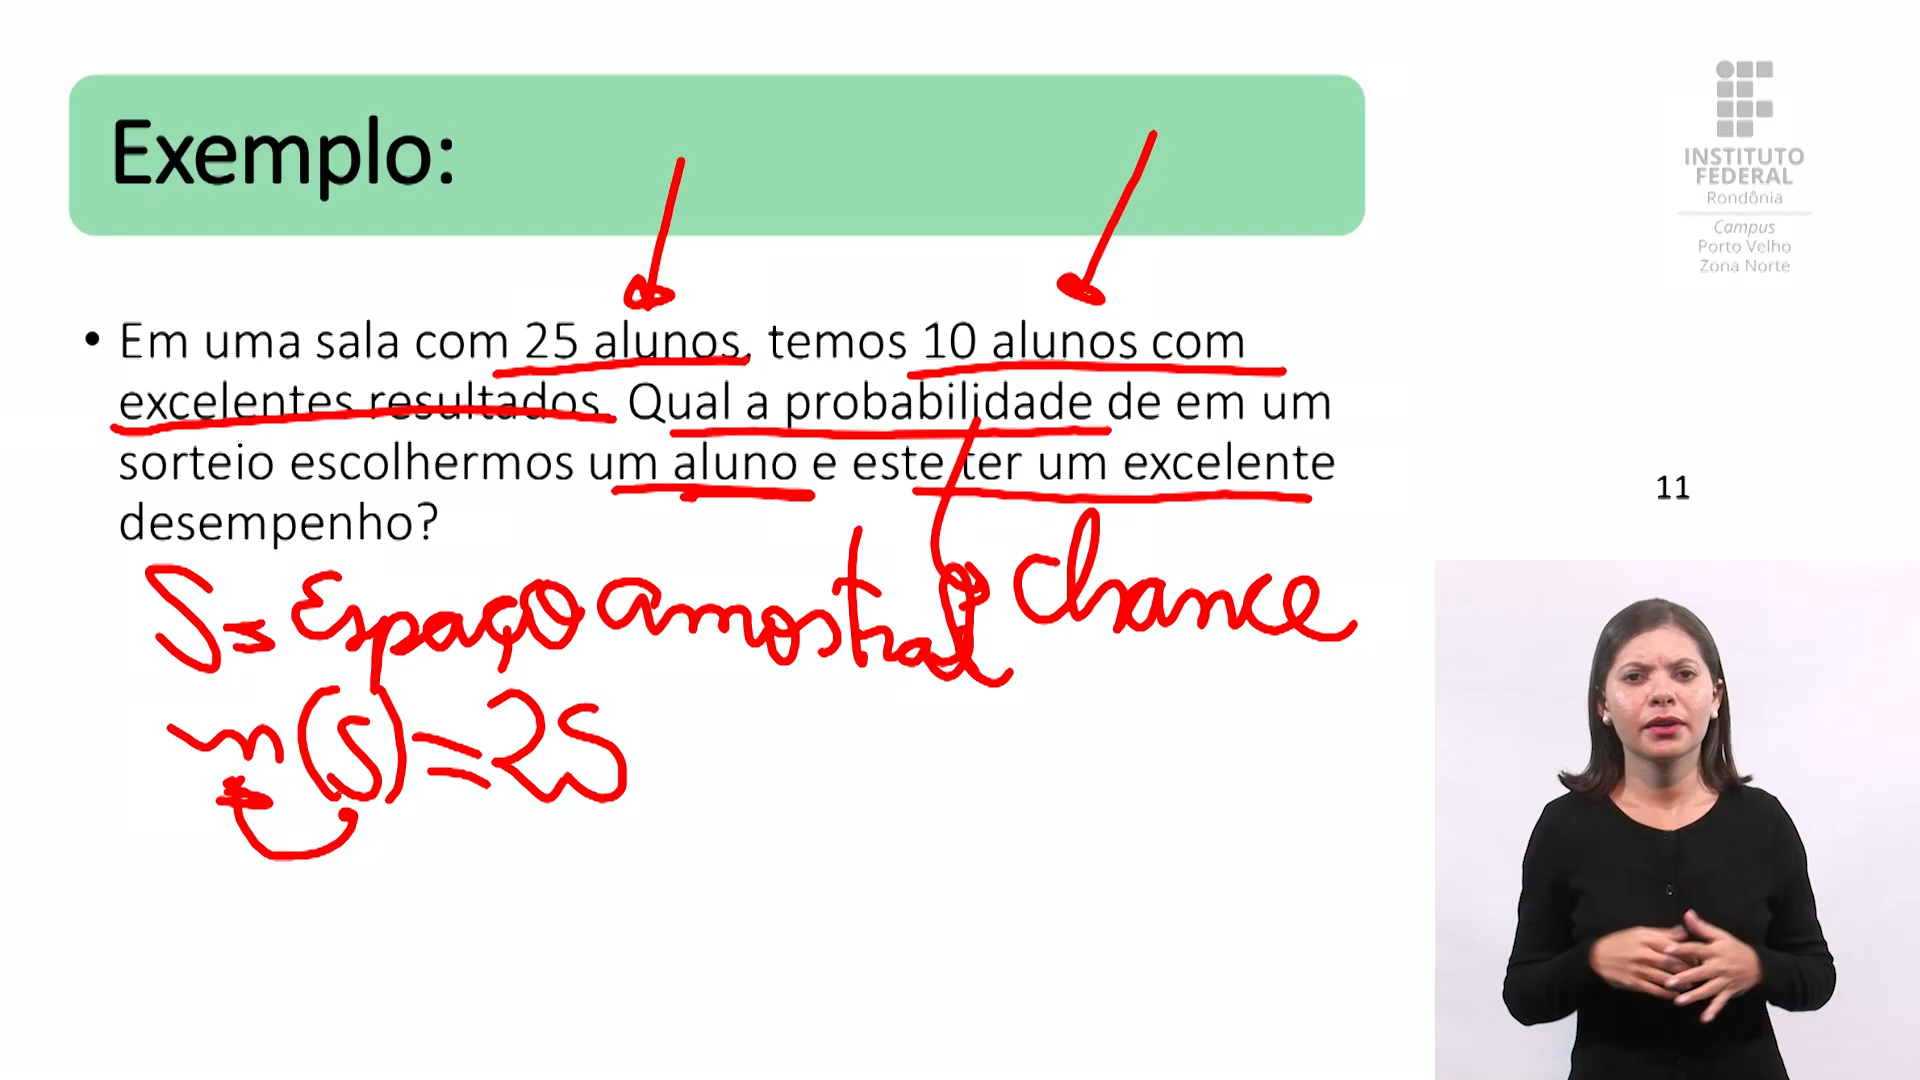 Exemplo:
INSTITUTO
FEDERAL
Rondônia
Campus
Porto Velho
Zona Norte
• Em uma sala com 25 alunos, temos 10 alunos com
excelentes resultados. Qual a probabilidade de em um
sorteio escolhermos um aluno e este ter um excelente
desempenho?
11
S = Espaço amostral chance
n(S) = 25